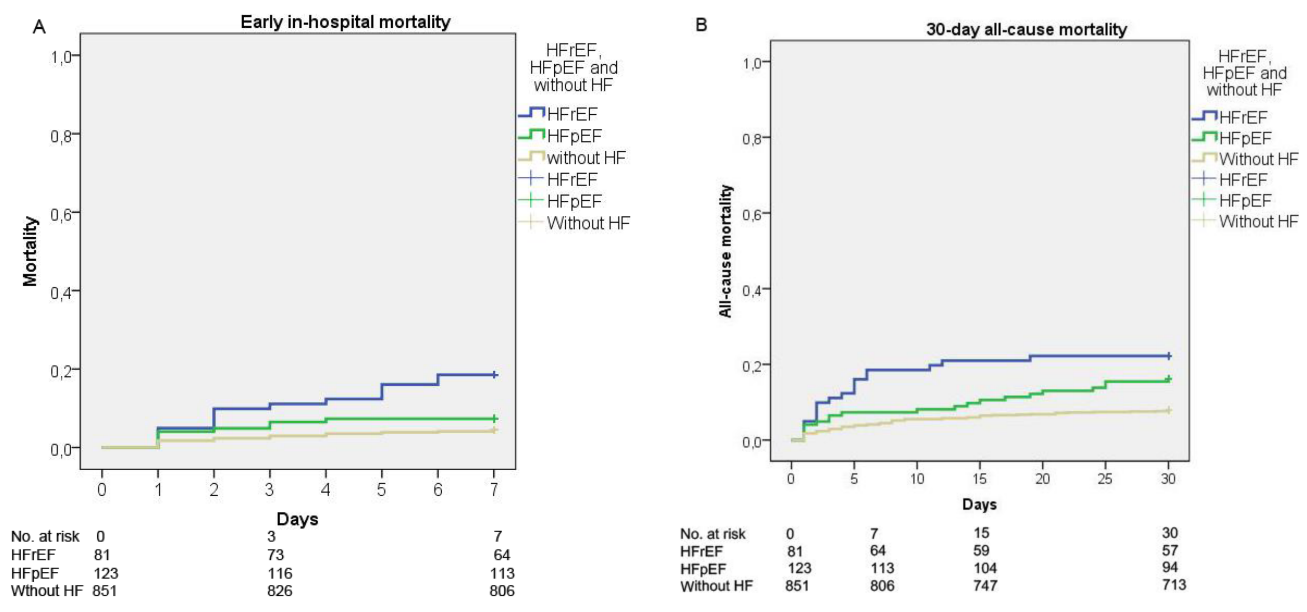 A
Early in-hospital mortality
HFrEF,
HFpEF and
without HF
HFrEF
HFpEF
without HF
HFrEF
HFpEF
Without HF
Mortality
1,0
0,8
0,6
0,4
0,2
0,0
0 1 2 3 4 5 6 7
Days
No. at risk 0 3 7
HFrEF 81 73 64
HFpEF 123 116 113
Wthout HF 851 826 806
B
30-day all-cause mortality
HFrEF,
HFpEF and
without HF
HFrEF
HFpEF
Without HF
HFrEF
HFpEF
Without HF
All-cause mortality
1,0
0,8
0,6
0,4
0,2
0,0
0 5 10 15 20 25 30
Days
No. at risk 0 7 15 30
HFrEF 81 64 59 57
HFpEF 123 113 104 94
Without HF 851 806 747 713